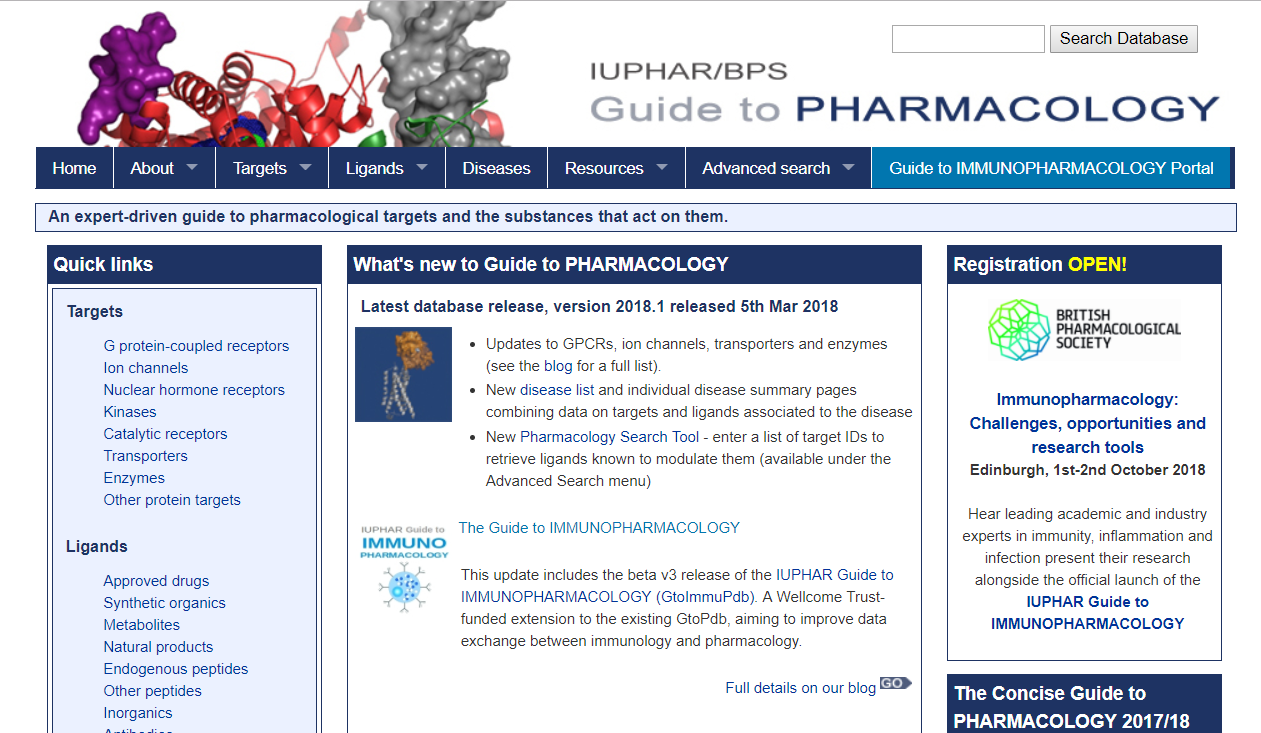 Search Database
IUPHAR/BPS
Guide to PHARMACOLOGY
Home
About
Targets
Ligands
Diseases
Resources
Advanced search
Guide to IMMUNOPHARMACOLOGY Portal
An expert-driven guide to pharmacological targets and the substances that act on them.
Quick links
Targets
G protein-coupled receptors
Ion channels
Nuclear hormone receptors
Kinases
Catalytic receptors
Transporters
Enzymes
Other protein targets
Ligands
Approved drugs
Synthetic organics
Metabolites
Natural products
Endogenous peptides
Other peptides
Inorganics
Antibodies
What's new to Guide to PHARMACOLOGY
Latest database release, version 2018.1 released 5th Mar 2018
• Updates to GPCRs, ion channels, transporters and enzymes
(see the blog for a full list).
• New disease list and individual disease summary pages
combining data on targets and ligands associated to the disease
• New Pharmacology Search Tool - enter a list of target IDs to
retrieve ligands known to modulate them (available under the
Advanced Search menu)
IUPHAR Guide to
IMMUNO
PHARMACOLOGY
The Guide to IMMUNOPHARMACOLOGY
This update includes the beta v3 release of the IUPHAR Guide to
IMMUNOPHARMACOLOGY (GtoImmuPdb). A Wellcome Trust-
funded extension to the existing GtoPdb, aiming to improve data
exchange between immunology and pharmacology.
Full details on our blog GO
Registration OPEN!
BRITISH
PHARMACOLOGICAL
SOCIETY
Immunopharmacology:
Challenges, opportunities and
research tools
Edinburgh, 1st-2nd October 2018
Hear leading academic and industry
experts in immunity, inflammation and
infection present their research
alongside the official launch of the
IUPHAR Guide to
IMMUNOPHARMACOLOGY
The Concise Guide to
PHARMACOLOGY 2017/18